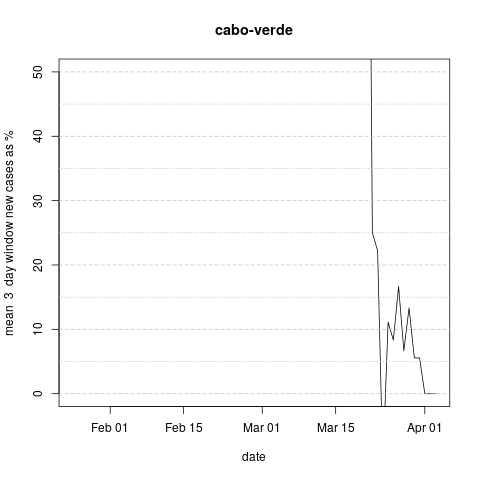 cabo-verde
mean 3 day window new cases as %
50
40
30
20
10
0
Feb 01
Feb 15
Mar 01
Mar 15
Apr 01
date